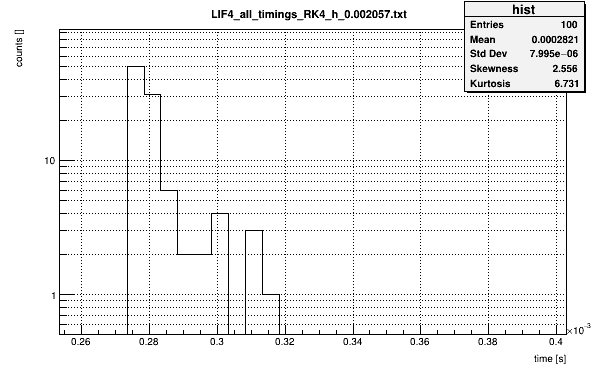 LIF4_all_timings_RK4_h_0.002057.txt
hist
Entries 100
Mean 0.0002821
Std Dev 7.995e−06
Skewness 2.556
Kurtosis 6.731
counts []
10
1
0.26 0.28 0.3 0.32 0.34 0.36 0.38 0.4
×10⁻³
time [s]